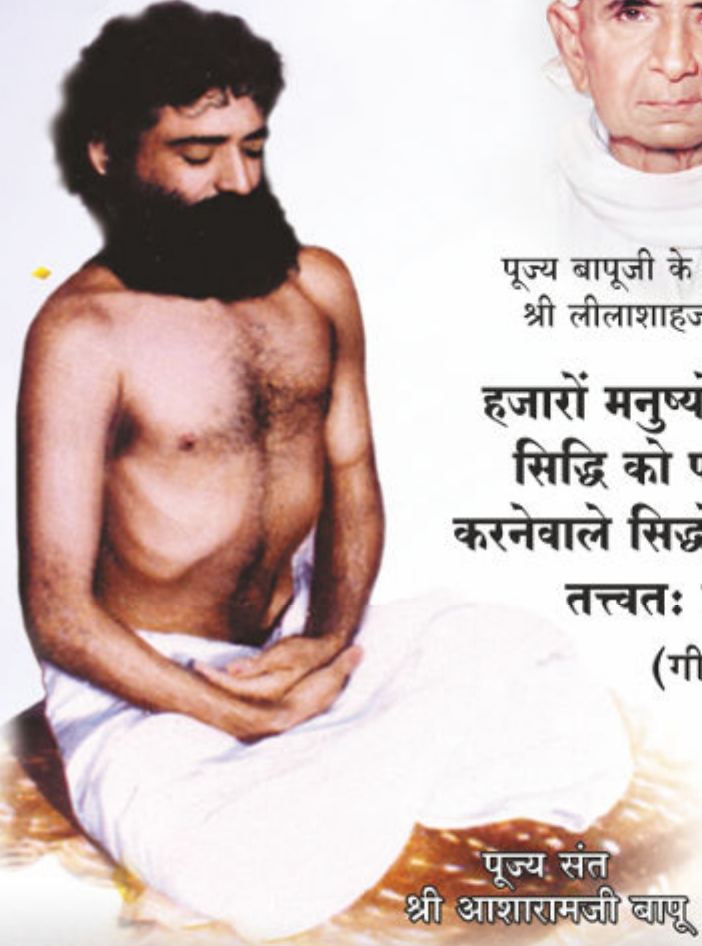 पूज्य बापूजी के
श्री लीलाशाहज
हजारों मनुष्यो
सिद्धि को प
करनेवाले सिद्धो
तत्त्वतः
(गी
पूज्य संत
श्री आशारामजी बापू